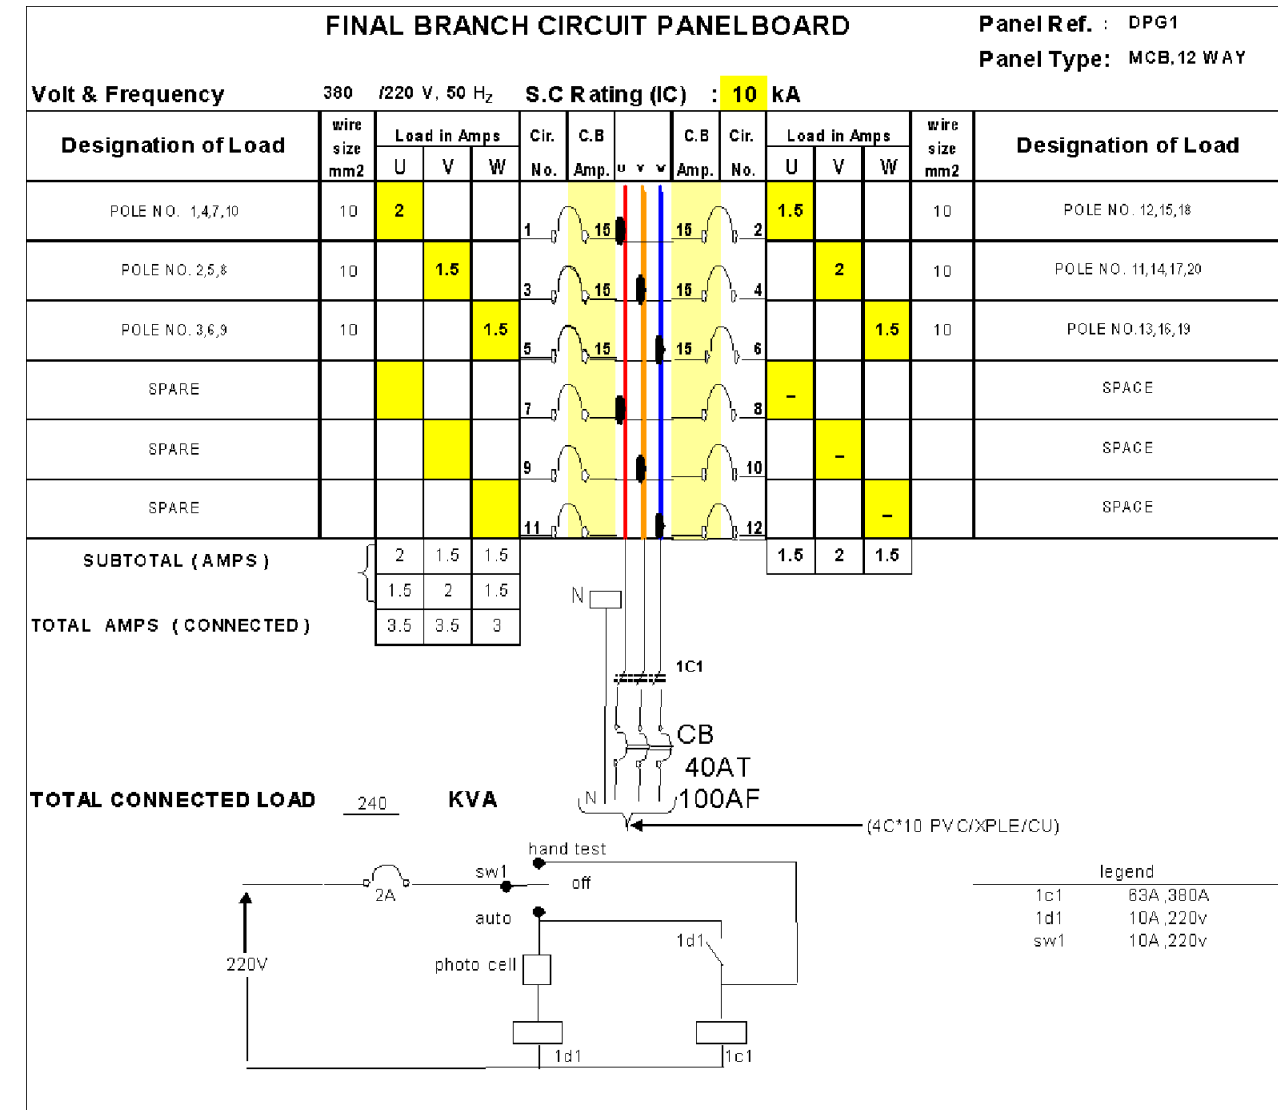 FINAL BRANCH CIRCUIT PANELBOARD
Panel Ref. : DPG1
Panel Type: MCB,12 WAY
Volt & Frequency 380 /220 V, 50 Hz S.C Rating (IC) : 10 kA
Designation of Load wire size mm2 Load in Amps U V W Cir. No. C.B Amp. U V W C.B Amp. Cir. No. Load in Amps U V W wire size mm2 Designation of Load
POLE NO. 1,4,7,10 10 2 1 15 15 2 1.5 10 POLE NO. 12,15,18
POLE NO. 2,5,8 10 1.5 3 15 15 4 2 10 POLE NO. 11,14,17,20
POLE NO. 3,6,9 10 1.5 5 15 15 6 1.5 10 POLE NO.13,16,19
SPARE 7 8 – SPACE
SPARE 9 10 – SPACE
SPARE 11 12 – SPACE
SUBTOTAL (AMPS) 2 1.5 1.5 1.5 2 1.5
1.5 2 1.5 N
TOTAL AMPS (CONNECTED) 3.5 3.5 3
1C1
CB
40AT
TOTAL CONNECTED LOAD 240 KVA N 100AF
(4C*10 PVC/XPLE/CU)
hand test
sw1 off
2A
auto
1d1
220V photo cell
1d1 1c1
legend
1c1 63A,380A
1d1 10A,220v
sw1 10A,220v